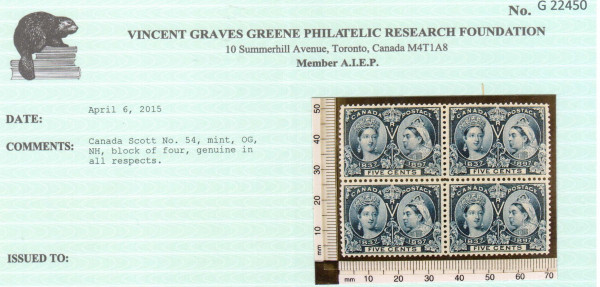 No. G 22450
VINCENT GRAVES GREENE PHILATELIC RESEARCH FOUNDATION
10 Summerhill Avenue, Toronto, Canada M4T1A8
Member A.I.E.P.
DATE: April 6, 2015
COMMENTS: Canada Scott No. 54, mint, OG,
NH, block of four, genuine in
all respects.
ISSUED TO:
50
40
30
20
10
mm
CANADA POSTAGE
1837 1897
FIVE CENTS
CANADA POSTAGE
1837 1897
FIVE CENTS
CANADA POSTAGE
1837 1897
FIVE CENTS
CANADA POSTAGE
1837 1897
FIVE CENTS
mm 10 20 30 40 50 60 70